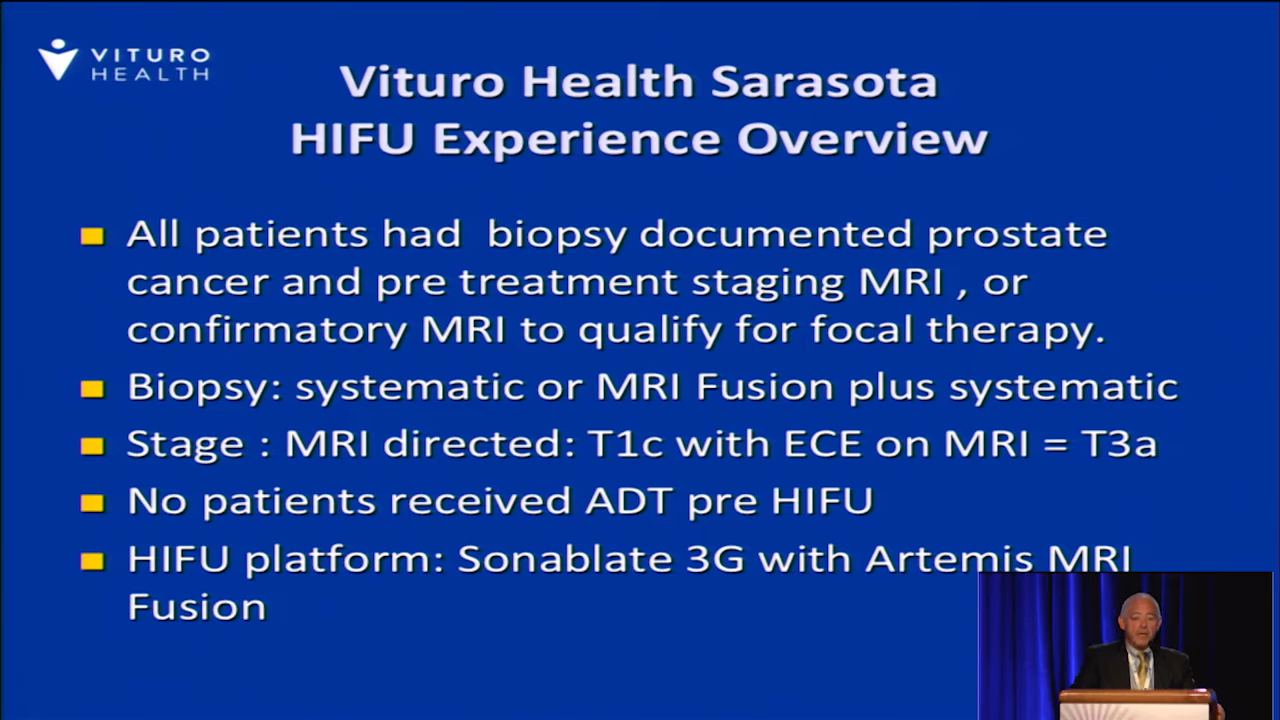 VITURO
HEALTH
Vituro Health Sarasota
HIFU Experience Overview
All patients had biopsy documented prostate
cancer and pre treatment staging MRI , or
confirmatory MRI to qualify for focal therapy.
Biopsy: systematic or MRI Fusion plus systematic
Stage : MRI directed: T1c with ECE on MRI = T3a
No patients received ADT pre HIFU
HIFU platform: Sonablate 3G with Artemis MRI
Fusion